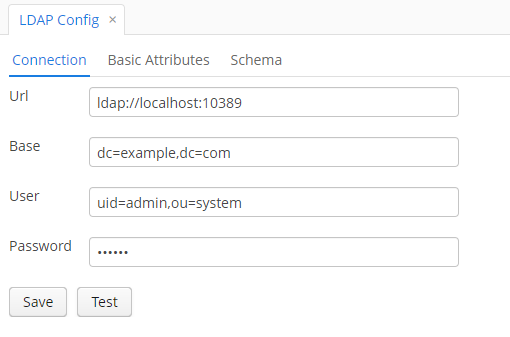 LDAP Config ×
Connection Basic Attributes Schema
Url ldap://localhost:10389
Base dc=example,dc=com
User uid=admin,ou=system
Password ••••••
Save Test